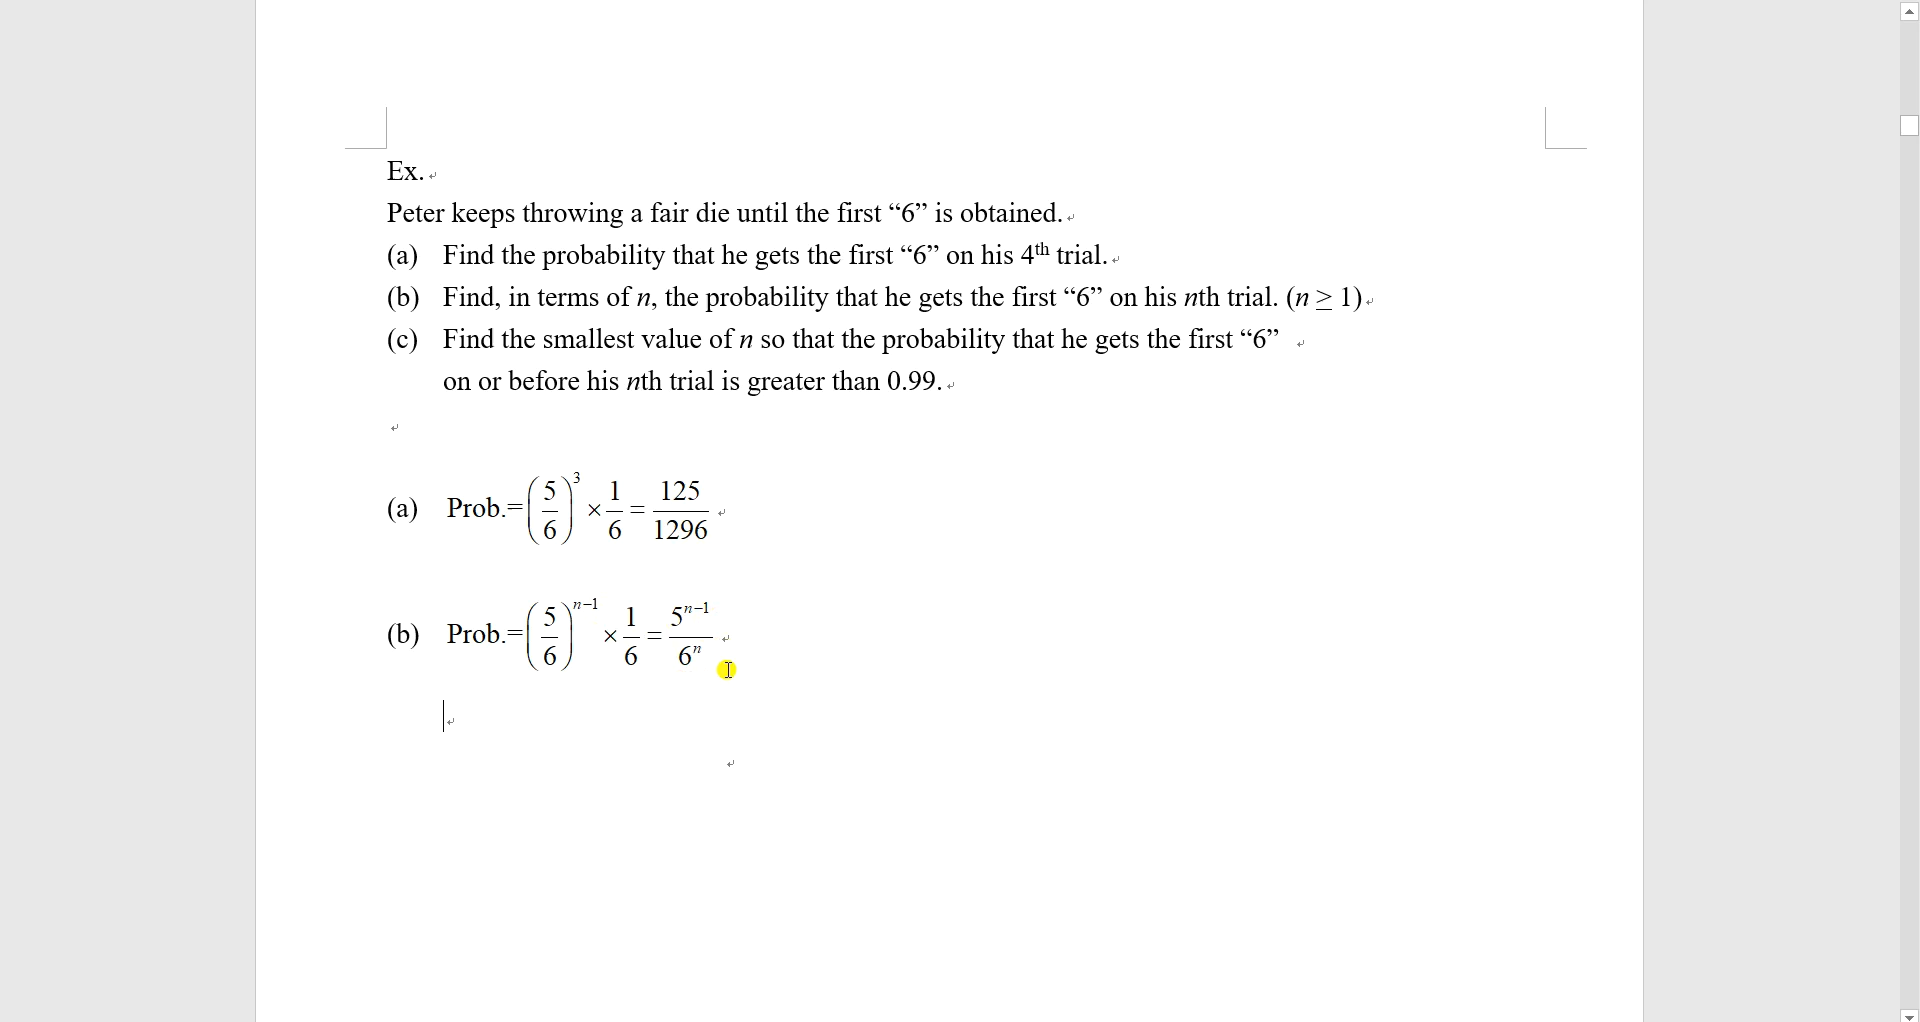 Ex.
Peter keeps throwing a fair die until the first “6” is obtained.
(a) Find the probability that he gets the first “6” on his 4th trial.
(b) Find, in terms of n, the probability that he gets the first “6” on his nth trial. (n ≥ 1)
(c) Find the smallest value of n so that the probability that he gets the first “6”
on or before his nth trial is greater than 0.99.
(a) Prob.=(5/6)^3 × 1/6 = 125/1296
(b) Prob.=(5/6)^(n−1) × 1/6 = 5^(n−1)/6^n